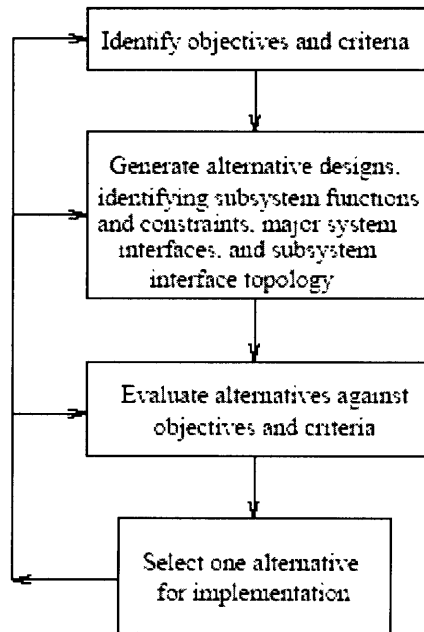 Identify objectives and criteria
Generate alternative designs,
identifying subsystem functions
and constraints, major system
interfaces, and subsystem
interface topology
Evaluate alternatives against
objectives and criteria
Select one alternative
for implementation